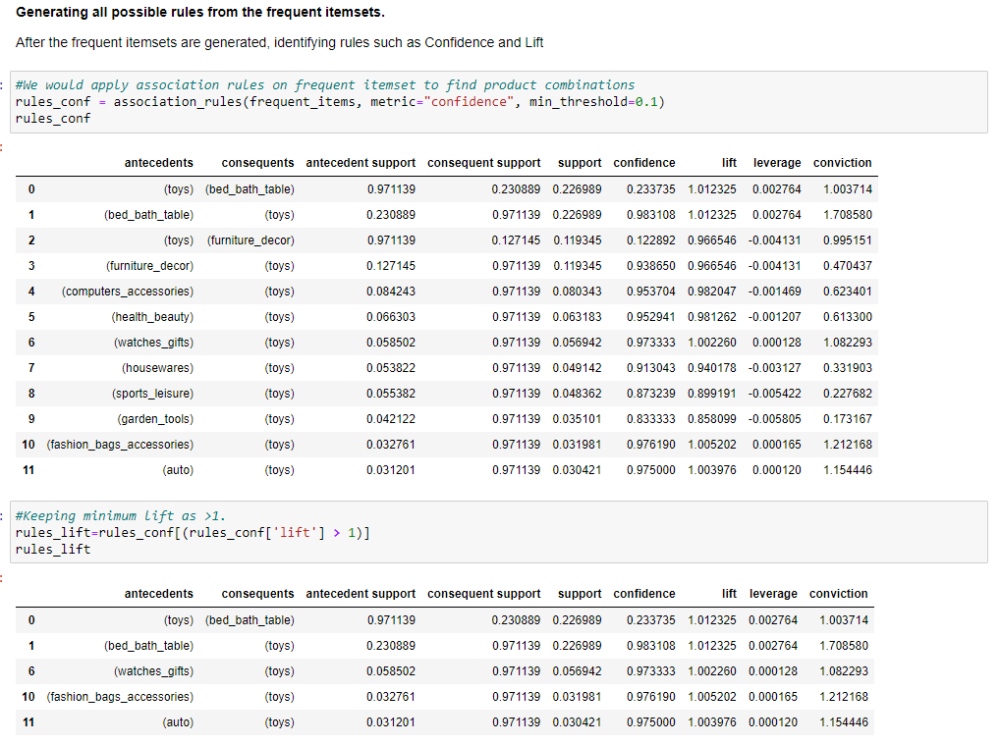 Generating all possible rules from the frequent itemsets.
After the frequent itemsets are generated, identifying rules such as Confidence and Lift
#We would apply association rules on frequent itemset to find product combinations
rules_conf = association_rules(frequent_items, metric="confidence", min_threshold=0.1)
rules_conf
antecedents consequents antecedent support consequent support support confidence lift leverage conviction
0 (toys) (bed_bath_table) 0.971139 0.230889 0.226989 0.233735 1.012325 0.002764 1.003714
1 (bed_bath_table) (toys) 0.230889 0.971139 0.226989 0.983108 1.012325 0.002764 1.708580
2 (toys) (furniture_decor) 0.971139 0.127145 0.119345 0.122892 0.966546 -0.004131 0.995151
3 (furniture_decor) (toys) 0.127145 0.971139 0.119345 0.938650 0.966546 -0.004131 0.470437
4 (computers_accessories) (toys) 0.084243 0.971139 0.080343 0.953704 0.982047 -0.001469 0.623401
5 (health_beauty) (toys) 0.066303 0.971139 0.063183 0.952941 0.981262 -0.001207 0.613300
6 (watches_gifts) (toys) 0.058502 0.971139 0.056942 0.973333 1.002260 0.000128 1.082293
7 (housewares) (toys) 0.053822 0.971139 0.049142 0.913043 0.940178 -0.003127 0.331903
8 (sports_leisure) (toys) 0.055382 0.971139 0.048362 0.873239 0.899191 -0.005422 0.227682
9 (garden_tools) (toys) 0.042122 0.971139 0.035101 0.833333 0.858099 -0.005805 0.173167
10 (fashion_bags_accessories) (toys) 0.032761 0.971139 0.031981 0.976190 1.005202 0.000165 1.212168
11 (auto) (toys) 0.031201 0.971139 0.030421 0.975000 1.003976 0.000120 1.154446
#Keeping minimum lift as >1.
rules_lift=rules_conf[(rules_conf['lift'] > 1)]
rules_lift
antecedents consequents antecedent support consequent support support confidence lift leverage conviction
0 (toys) (bed_bath_table) 0.971139 0.230889 0.226989 0.233735 1.012325 0.002764 1.003714
1 (bed_bath_table) (toys) 0.230889 0.971139 0.226989 0.983108 1.012325 0.002764 1.708580
6 (watches_gifts) (toys) 0.058502 0.971139 0.056942 0.973333 1.002260 0.000128 1.082293
10 (fashion_bags_accessories) (toys) 0.032761 0.971139 0.031981 0.976190 1.005202 0.000165 1.212168
11 (auto) (toys) 0.031201 0.971139 0.030421 0.975000 1.003976 0.000120 1.154446